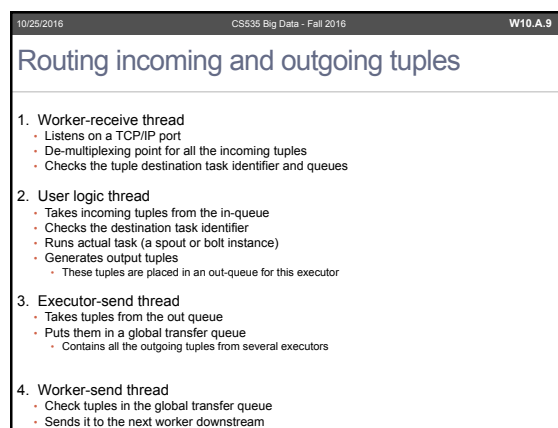 10/25/2016 CS535 Big Data - Fall 2016 W10.A.9
Routing incoming and outgoing tuples
1. Worker-receive thread
• Listens on a TCP/IP port
• De-multiplexing point for all the incoming tuples
• Checks the tuple destination task identifier and queues
2. User logic thread
• Takes incoming tuples from the in-queue
• Checks the destination task identifier
• Runs actual task (a spout or bolt instance)
• Generates output tuples
• These tuples are placed in an out-queue for this executor
3. Executor-send thread
• Takes tuples from the out queue
• Puts them in a global transfer queue
• Contains all the outgoing tuples from several executors
4. Worker-send thread
• Check tuples in the global transfer queue
• Sends it to the next worker downstream